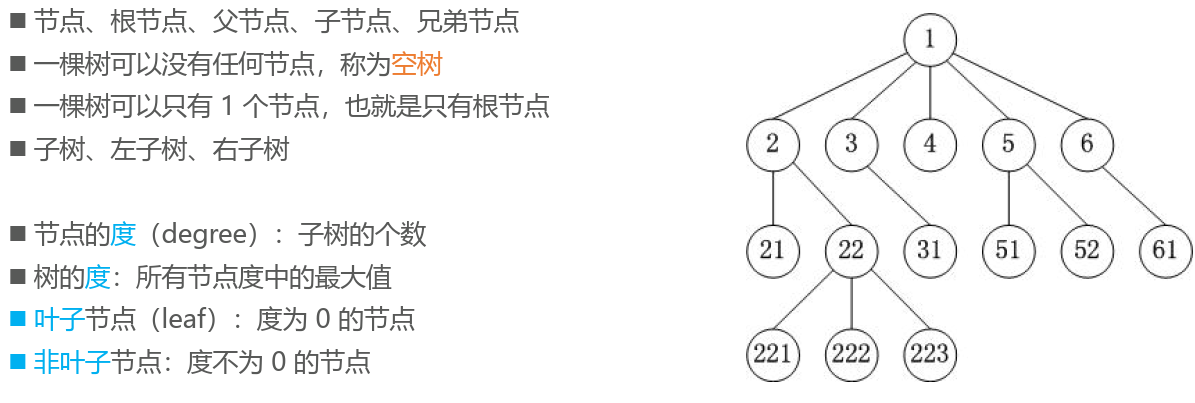 ■ 节点、根节点、父节点、子节点、兄弟节点
■ 一棵树可以没有任何节点，称为空树
■ 一棵树可以只有 1 个节点，也就是只有根节点
■ 子树、左子树、右子树
■ 节点的度（degree）：子树的个数
■ 树的度：所有节点度中的最大值
■ 叶子节点（leaf）：度为 0 的节点
■ 非叶子节点：度不为 0 的节点
1
2 3 4 5 6
21 22 31 51 52 61
221 222 223